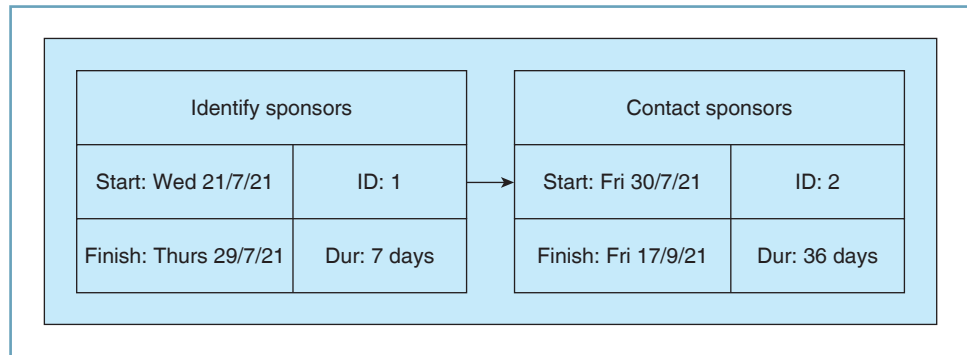 Identify sponsors
Start: Wed 21/7/21
ID: 1
Finish: Thurs 29/7/21
Dur: 7 days
Contact sponsors
Start: Fri 30/7/21
ID: 2
Finish: Fri 17/9/21
Dur: 36 days